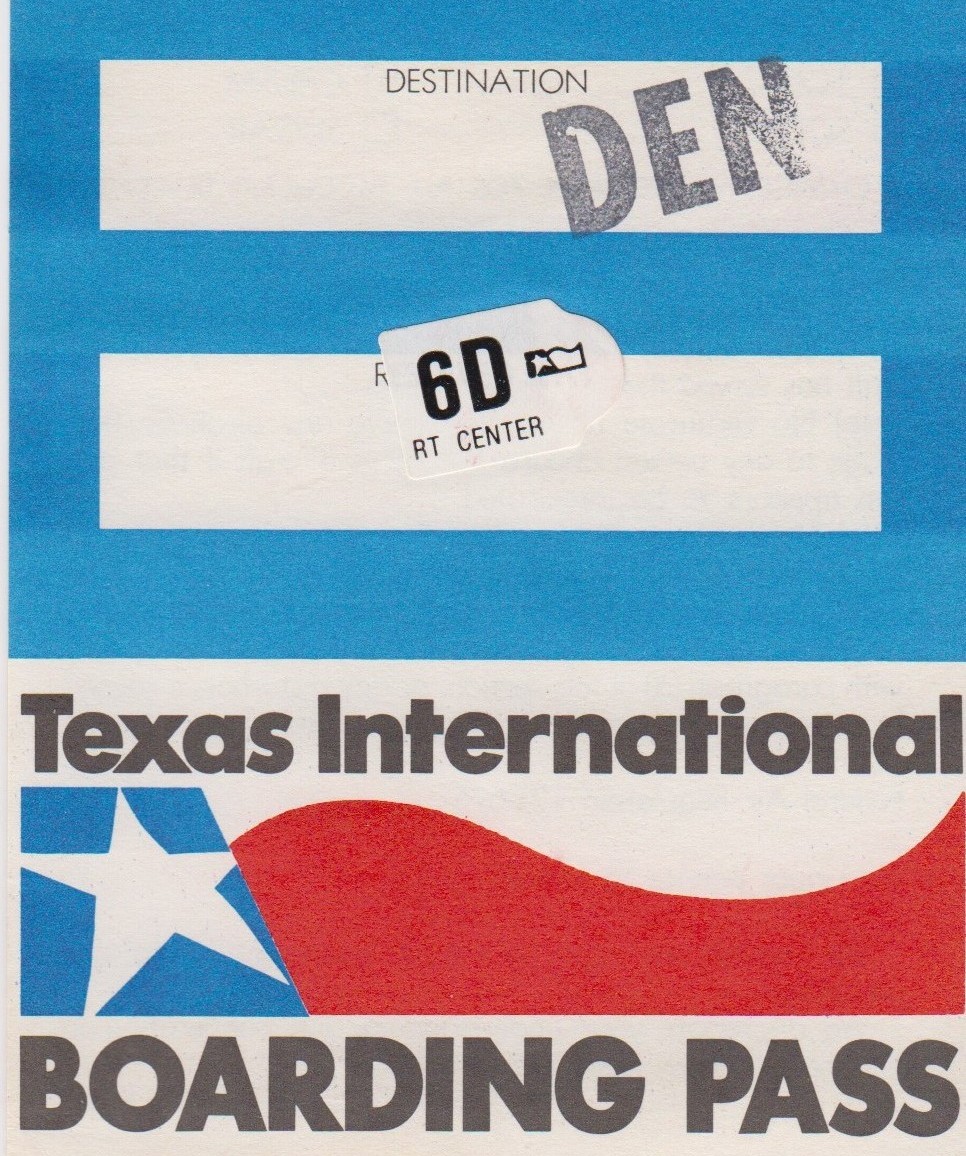 DESTINATION
DEN
6D
RT CENTER
Texas International
BOARDING PASS